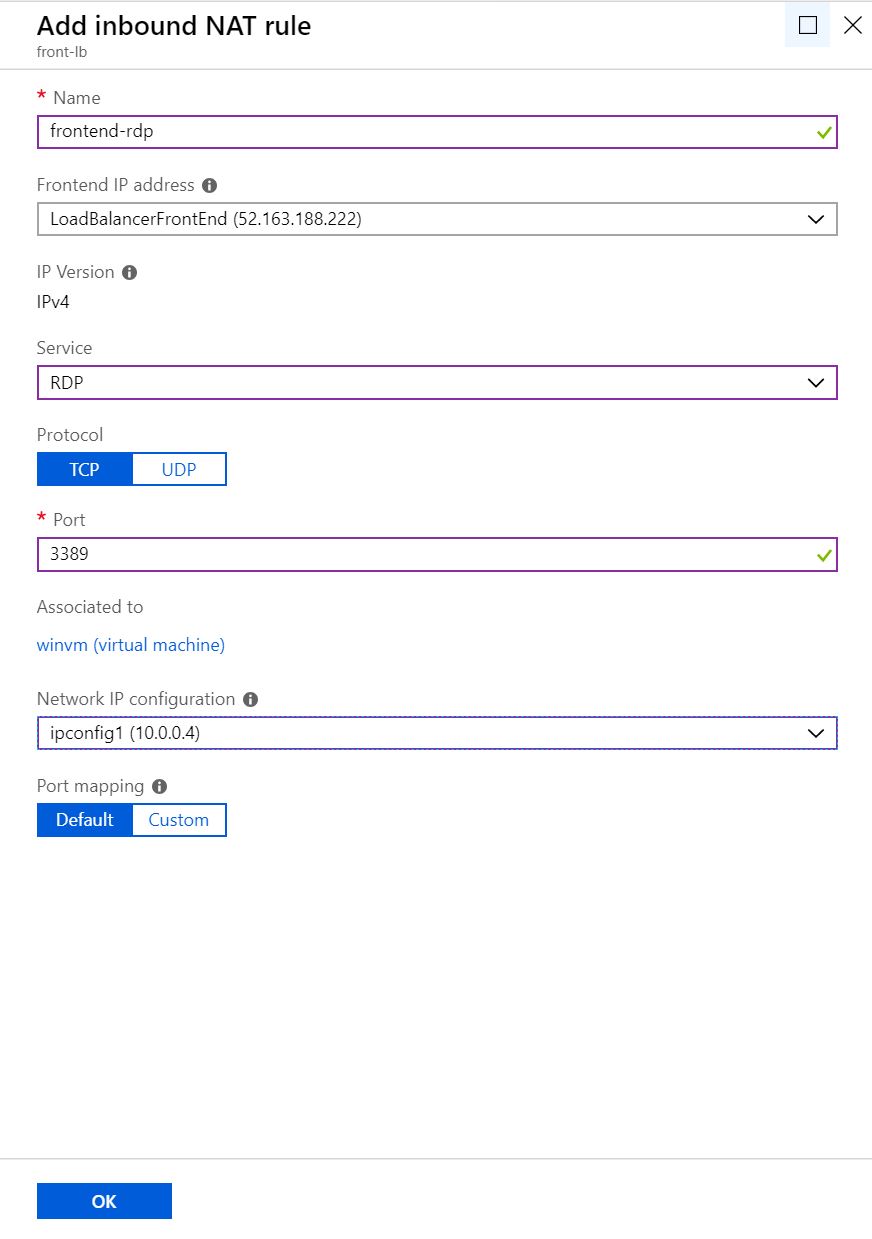 Add inbound NAT rule
front-lb
* Name
frontend-rdp
Frontend IP address
LoadBalancerFrontEnd (52.163.188.222)
IP Version
IPv4
Service
RDP
Protocol
TCP UDP
* Port
3389
Associated to
winvm (virtual machine)
Network IP configuration
ipconfig1 (10.0.0.4)
Port mapping
Default Custom
OK